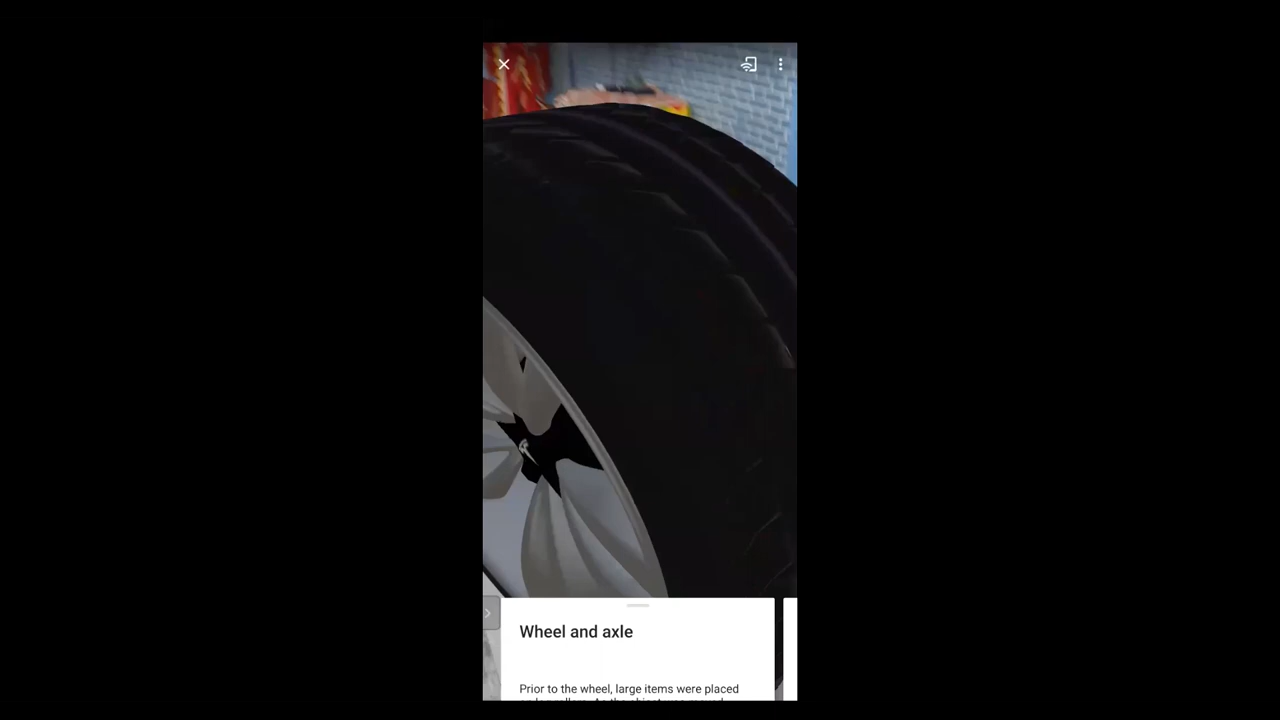 Wheel and axle
Prior to the wheel, large items were placed